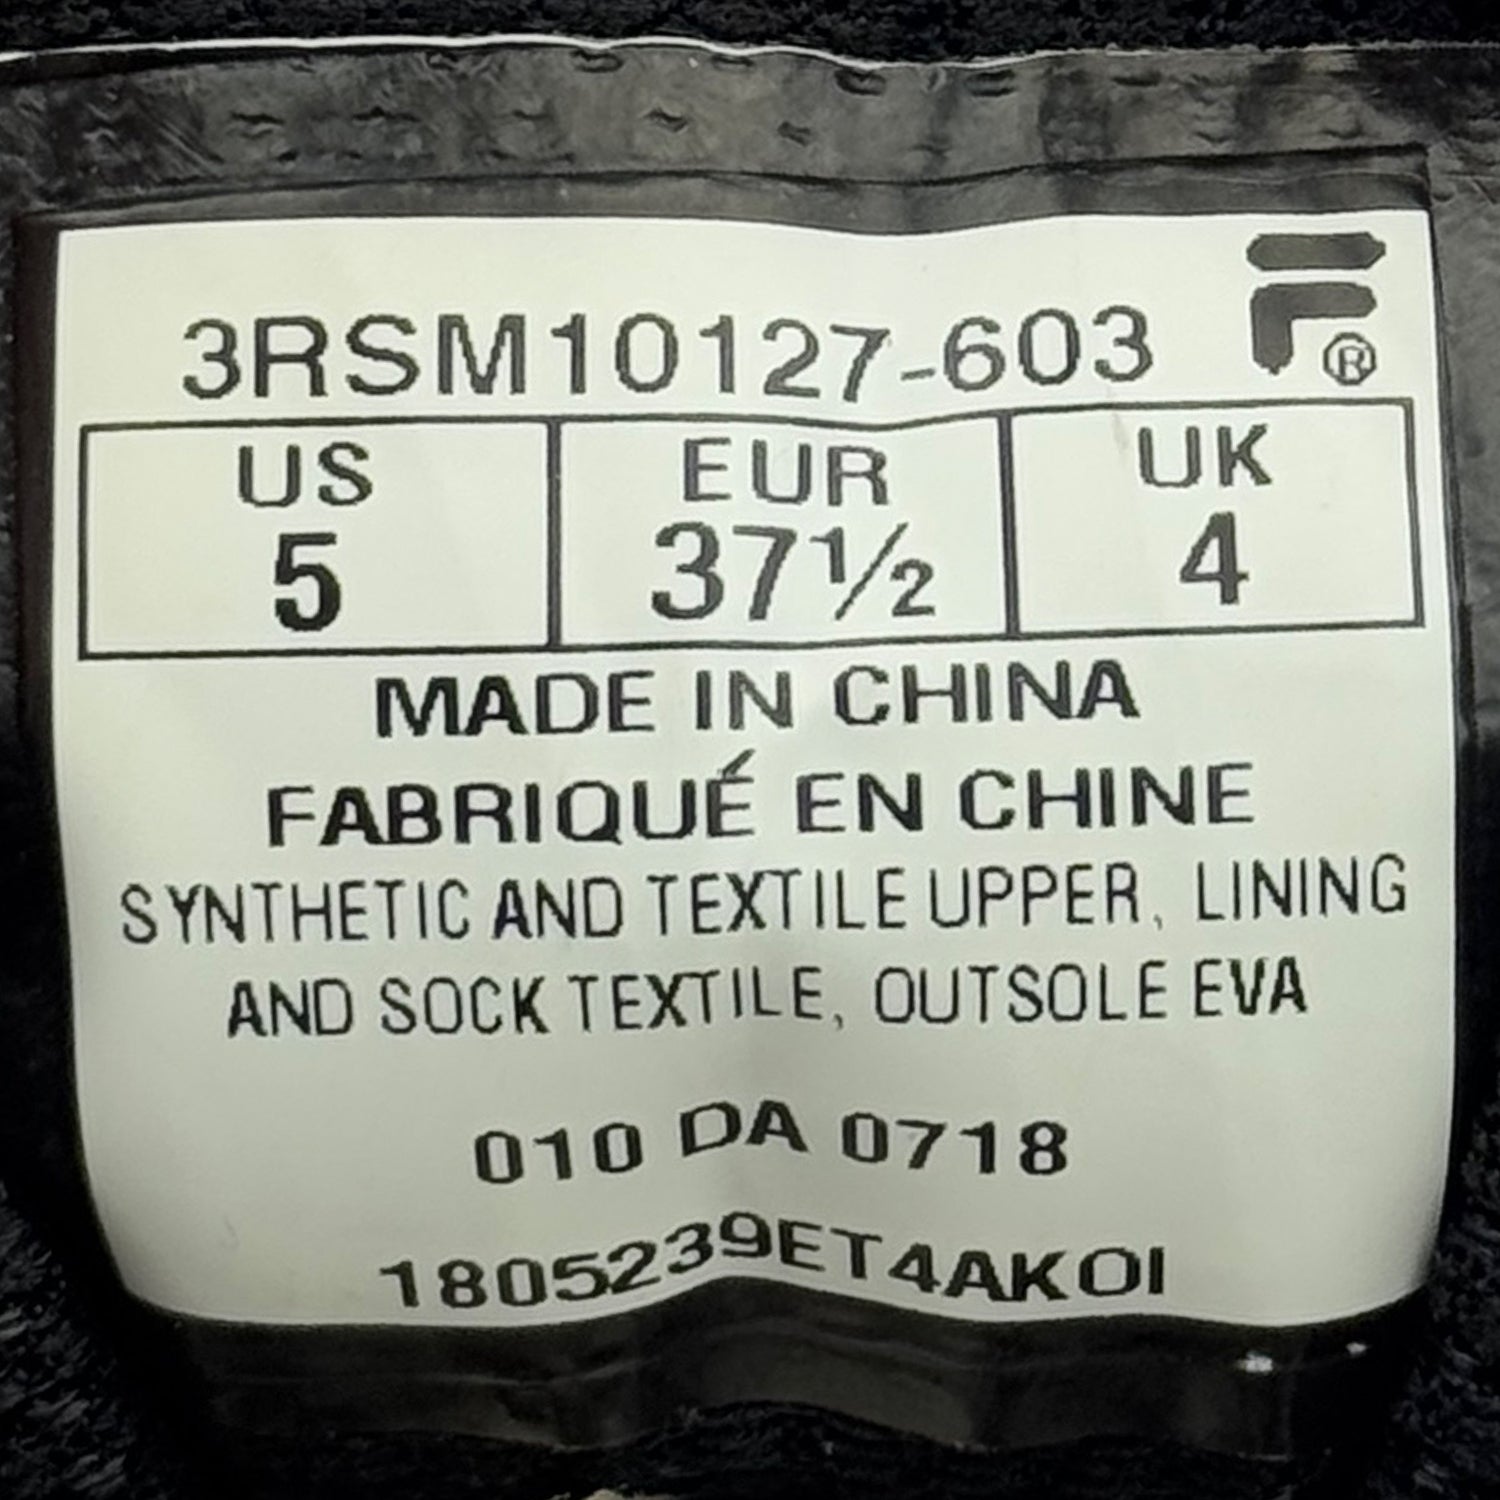 3RSM10127-603
F®
US EUR UK
5 37½ 4
MADE IN CHINA
FABRIQUÉ EN CHINE
SYNTHETIC AND TEXTILE UPPER, LINING
AND SOCK TEXTILE, OUTSOLE EVA
010 DA 0718
1805239ET4AKOI